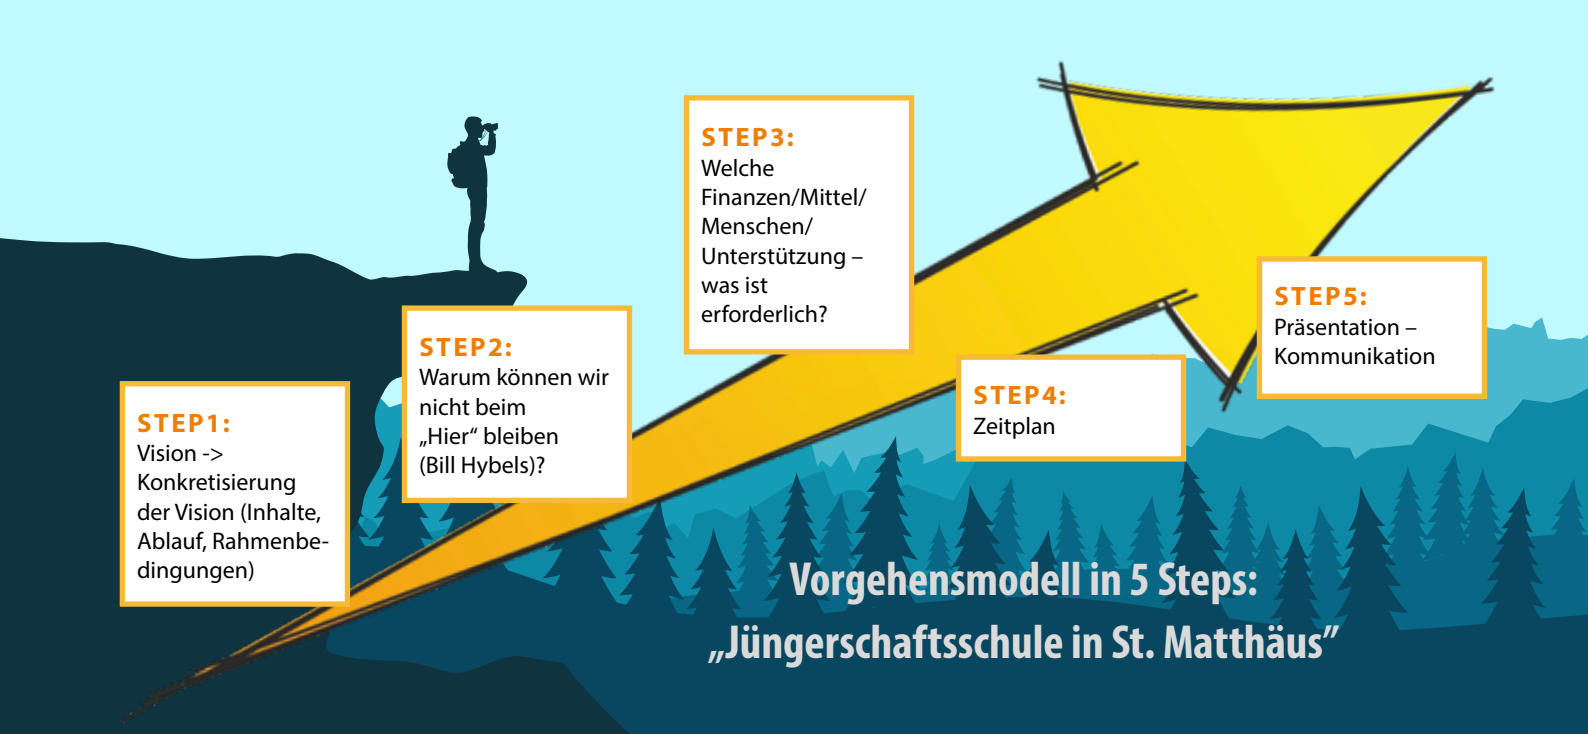 STEP1:
Vision ->
Konkretisierung
der Vision (Inhalte,
Ablauf, Rahmenbe-
dingungen)
STEP2:
Warum können wir
nicht beim
„Hier“ bleiben
(Bill Hybels)?
STEP3:
Welche
Finanzen/Mittel/
Menschen/
Unterstützung –
was ist
erforderlich?
STEP4:
Zeitplan
STEP5:
Präsentation –
Kommunikation
Vorgehensmodell in 5 Steps:
„Jüngerschaftsschule in St. Matthäus”